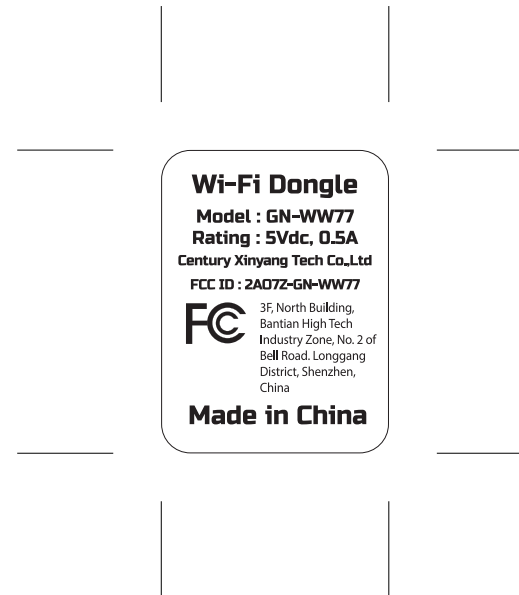 Wi-Fi Dongle
Model : GN-WW77
Rating : 5Vdc, 0.5A
Century Xinyang Tech Co.,Ltd
FCC ID : 2AO7Z-GN-WW77
FC
3F, North Building,
Bantian High Tech
Industry Zone, No. 2 of
Bell Road. Longgang
District, Shenzhen,
China
Made in China